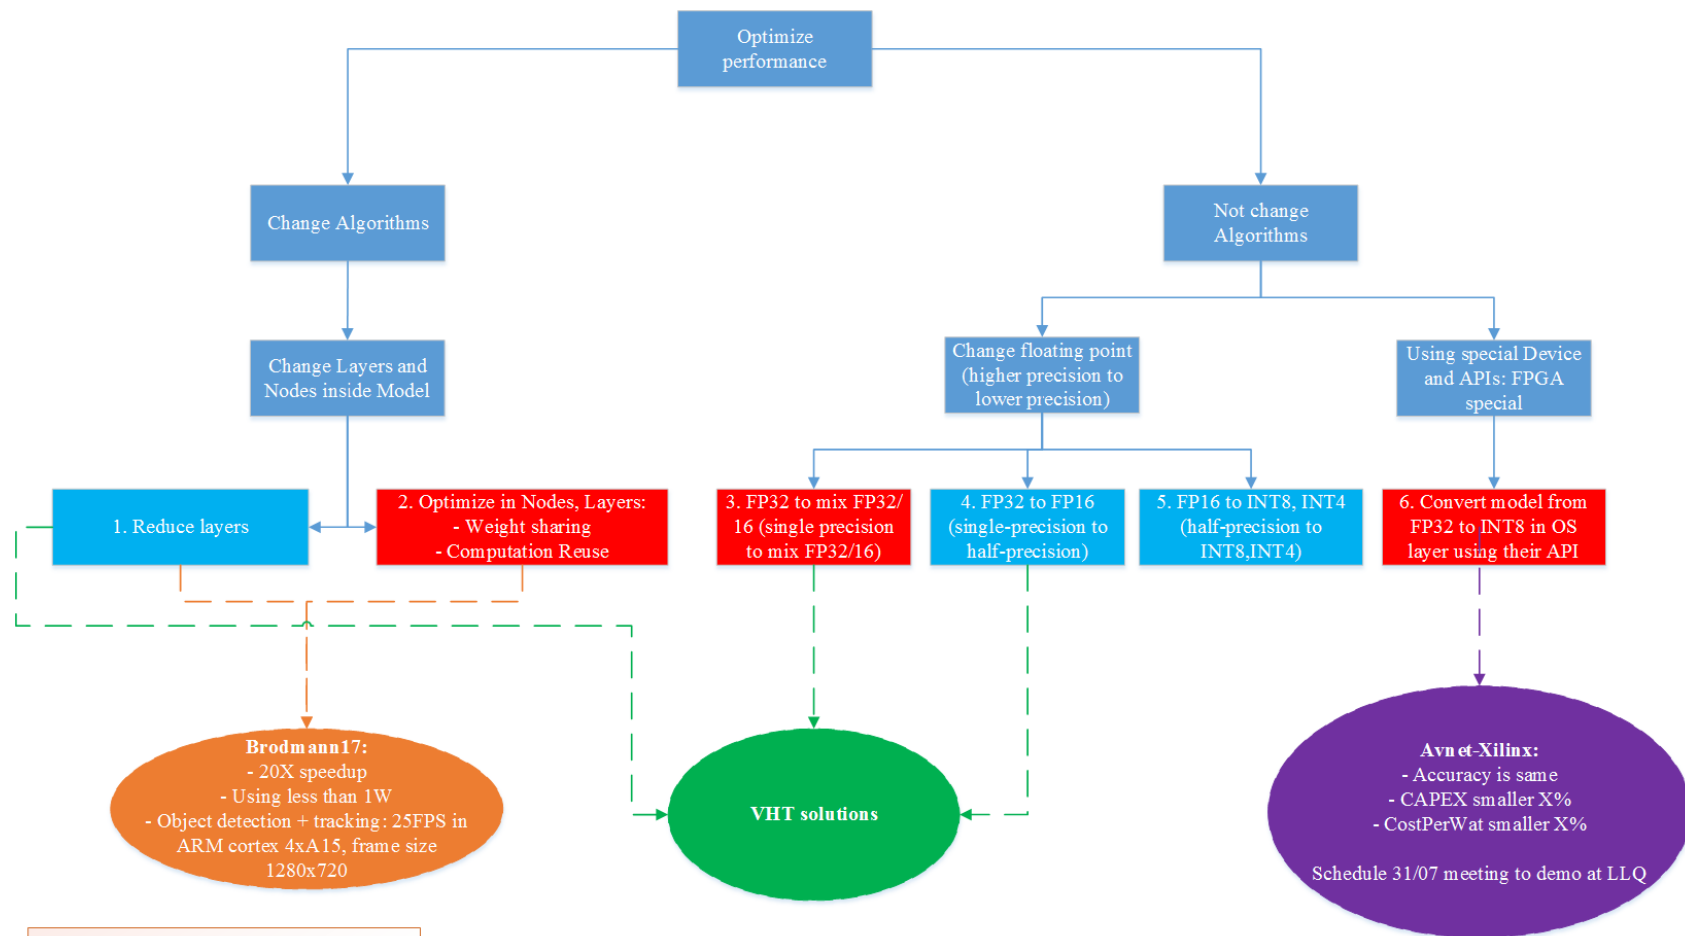 Optimize
performance
Change Algorithms
Not change
Algorithms
Change Layers and
Nodes inside Model
Change floating point
(higher precision to
lower precision)
Using special Device
and APIs: FPGA
special
1. Reduce layers
2. Optimize in Nodes, Layers:
- Weight sharing
- Computation Reuse
3. FP32 to mix FP32/
16 (single precision
to mix FP32/16)
4. FP32 to FP16
(single-precision to
half-precision)
5. FP16 to INT8, INT4
(half-precision to
INT8,INT4)
6. Convert model from
FP32 to INT8 in OS
layer using their API
Brodmann17:
- 20X speedup
- Using less than 1W
- Object detection + tracking: 25FPS in
ARM cortex 4xA15, frame size
1280x720
VHT solutions
Avnet-Xilinx:
- Accuracy is same
- CAPEX smaller X%
- CostPerWat smaller X%
Schedule 31/07 meeting to demo at LLQ